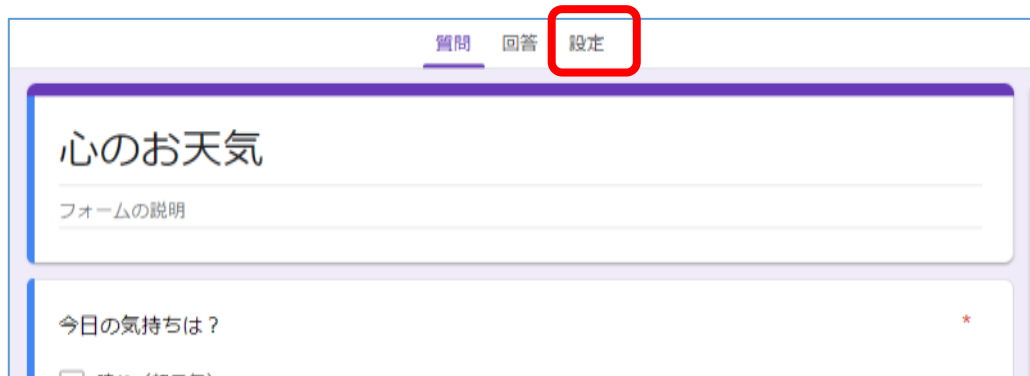 質問 回答 設定
心のお天気
フォームの説明
今日の気持ちは？ *